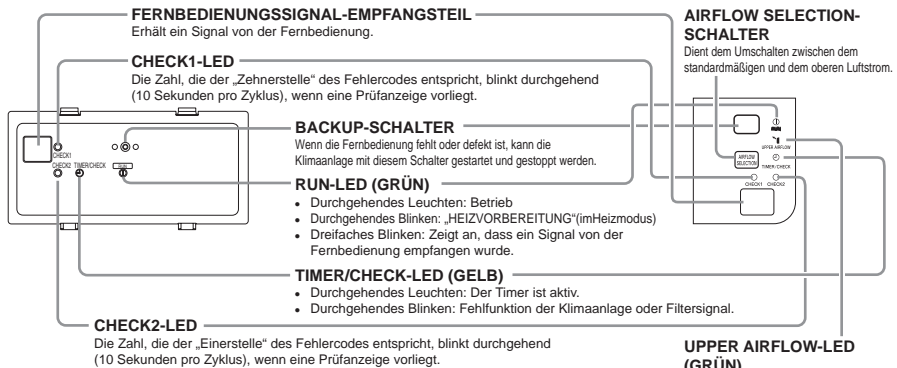 FERNBEDIENUNGSSIGNAL-EMPFANGSTEIL
Erhält ein Signal von der Fernbedienung.
CHECK1-LED
Die Zahl, die der „Zehnerstelle“ des Fehlercodes entspricht, blinkt durchgehend
(10 Sekunden pro Zyklus), wenn eine Prüfanzeige vorliegt.
BACKUP-SCHALTER
Wenn die Fernbedienung fehlt oder defekt ist, kann die
Klimaanlage mit diesem Schalter gestartet und gestoppt werden.
RUN-LED (GRÜN)
• Durchgehendes Leuchten: Betrieb
• Durchgehendes Blinken: „HEIZVORBEREITUNG“(imHeizmodus)
• Dreifaches Blinken: Zeigt an, dass ein Signal von der
Fernbedienung empfangen wurde.
TIMER/CHECK-LED (GELB)
• Durchgehendes Leuchten: Der Timer ist aktiv.
• Durchgehendes Blinken: Fehlfunktion der Klimaanlage oder Filtersignal.
CHECK2-LED
Die Zahl, die der „Einerstelle“ des Fehlercodes entspricht, blinkt durchgehend
(10 Sekunden pro Zyklus), wenn eine Prüfanzeige vorliegt.
CHECK1
CHECK2 TIMER/CHECK
RUN
AIRFLOW SELECTION-
SCHALTER
Dient dem Umschalten zwischen dem
standardmäßigen und dem oberen Luftstrom.
RUN
UPPER AIRFLOW
AIRFLOW
SELECTION
TIMER/CHECK
CHECK1 CHECK2
UPPER AIRFLOW-LED
(GRÜN)